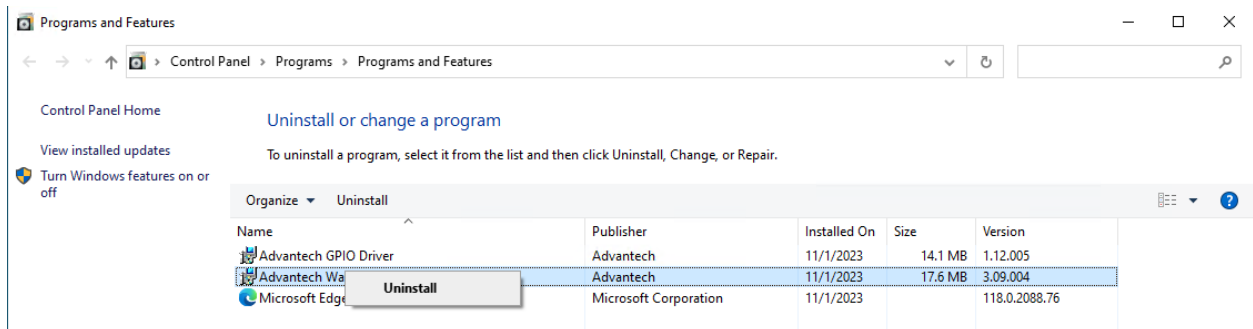 Programs and Features
Control Panel > Programs > Programs and Features
Control Panel Home
View installed updates
Turn Windows features on or
off
Uninstall or change a program
To uninstall a program, select it from the list and then click Uninstall, Change, or Repair.
Organize Uninstall
Name Publisher Installed On Size Version
Advantech GPIO Driver Advantech 11/1/2023 14.1 MB 1.12.005
Advantech Wa Advantech 11/1/2023 17.6 MB 3.09.004
Uninstall
Microsoft Edge Microsoft Corporation 11/1/2023 118.0.2088.76